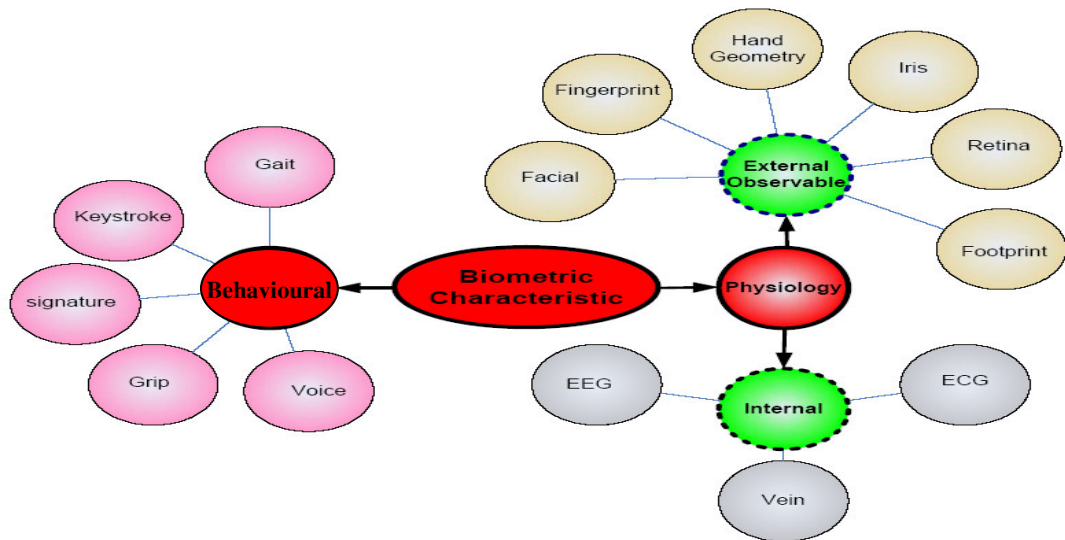 Hand
Geometry
Iris
Fingerprint
Retina
External
Observable
Facial
Gait
Keystroke
Footprint
Biometric
Characteristic
Behavioural
Physiology
signature
Grip
Voice
EEG
ECG
Internal
Vein